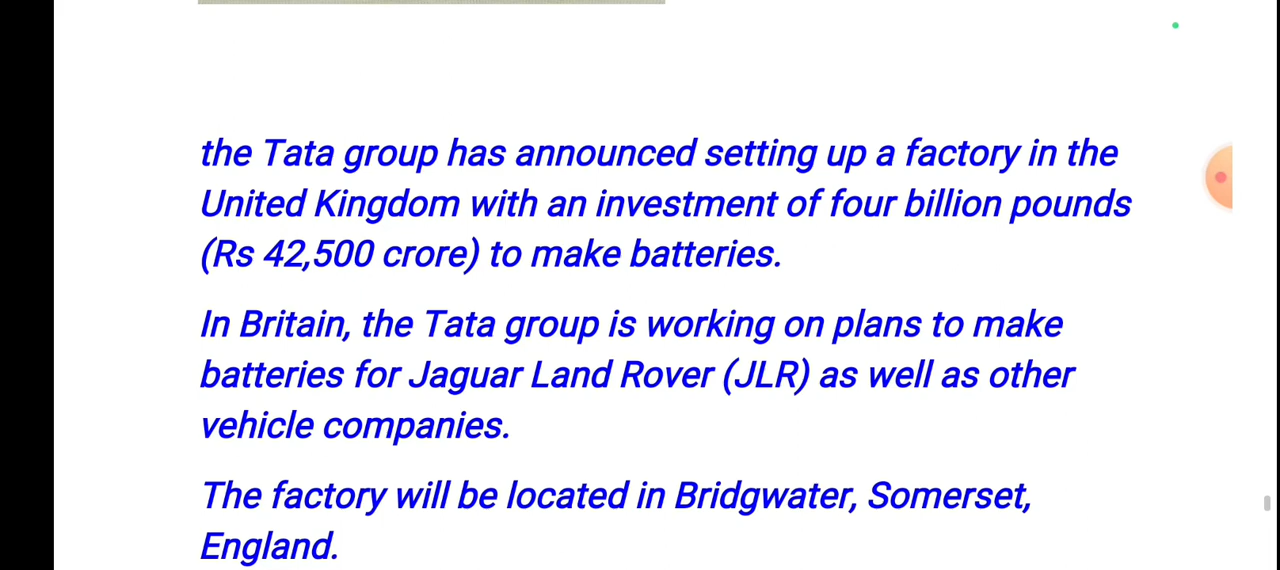 the Tata group has announced setting up a factory in the
United Kingdom with an investment of four billion pounds
(Rs 42,500 crore) to make batteries.
In Britain, the Tata group is working on plans to make
batteries for Jaguar Land Rover (JLR) as well as other
vehicle companies.
The factory will be located in Bridgwater, Somerset,
England.